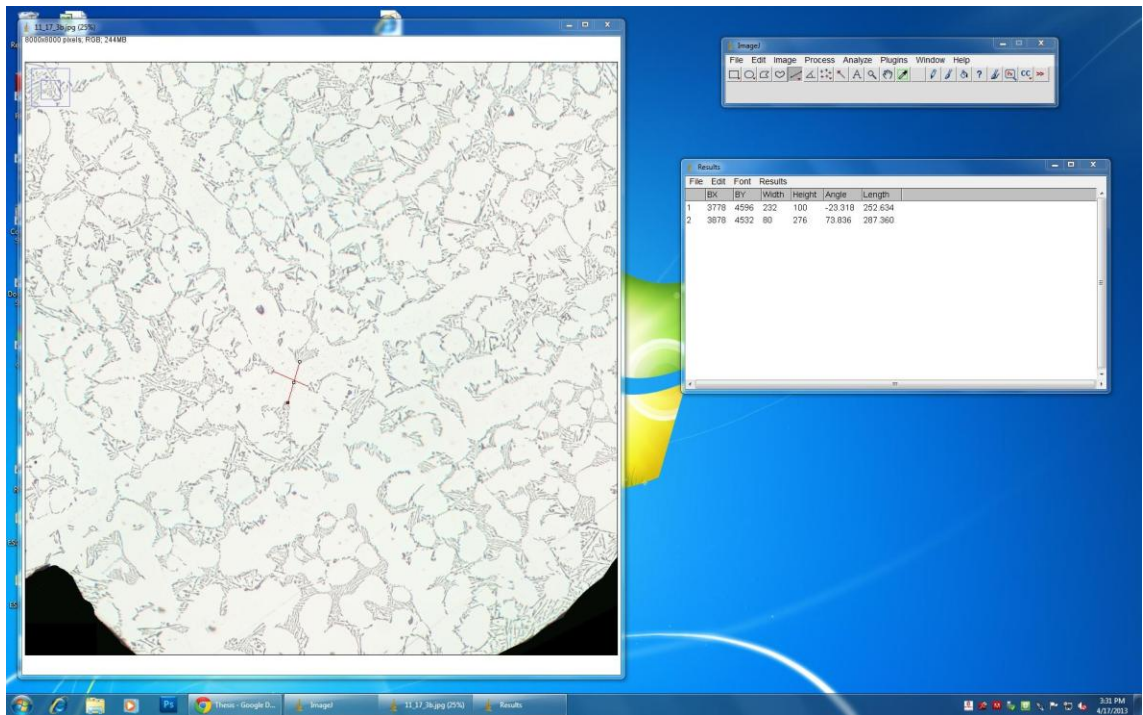 11_17_3b.jpg (25%)
8000x8000 pixels; RGB; 244MB
ImageJ
File Edit Image Process Analyze Plugins Window Help
Results
File Edit Font Results
BX BY Width Height Angle Length
1 3778 4596 232 100 -23.318 252.634
2 3878 4532 80 276 73.836 287.360
Ps
Thesis - Google D...
ImageJ
11_17_3b.jpg (25%)
Results
3:31 PM
4/17/2013